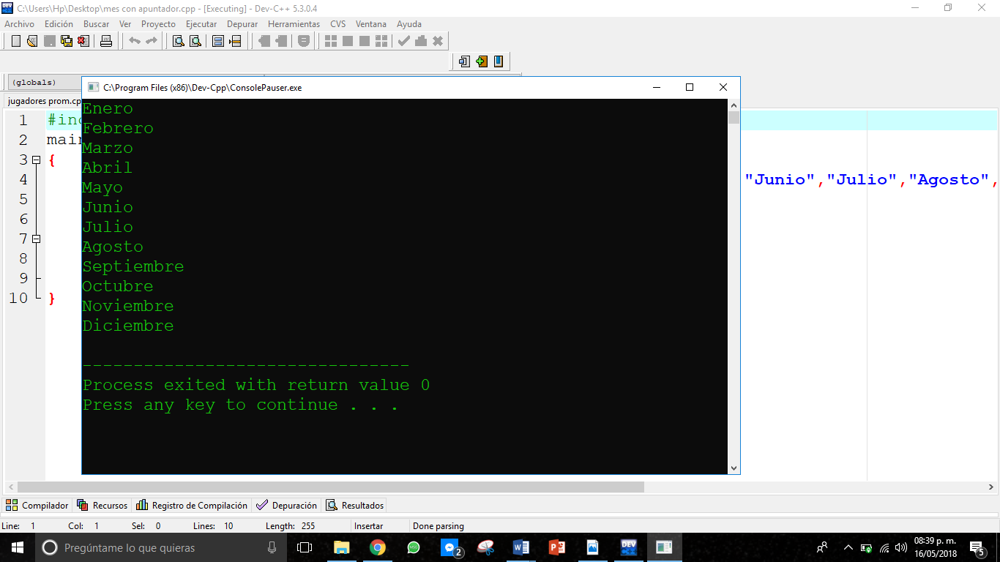 C:\Users\Hp\Desktop\mes con apuntador.cpp - [Executing] - Dev-C++ 5.3.0.4
Archivo Edición Buscar Ver Proyecto Ejecutar Depurar Herramientas CVS Ventana Ayuda
(globals)
C:\Program Files (x86)\Dev-Cpp\ConsolePauser.exe
jugadores prom.cp
1 #inc
2 main
3 {
4 "Junio","Julio","Agosto",
5
6
7
8
9
10 }
Enero
Febrero
Marzo
Abril
Mayo
Junio
Julio
Agosto
Septiembre
Octubre
Noviembre
Diciembre
--------------------------------
Process exited with return value 0
Press any key to continue . . .
Compilador Recursos Registro de Compilación Depuración Resultados
Line: 1 Col: 1 Sel: 0 Lines: 10 Length: 255 Insertar Done parsing
Pregúntame lo que quieras
2
DEV
08:39 p. m.
16/05/2018
5